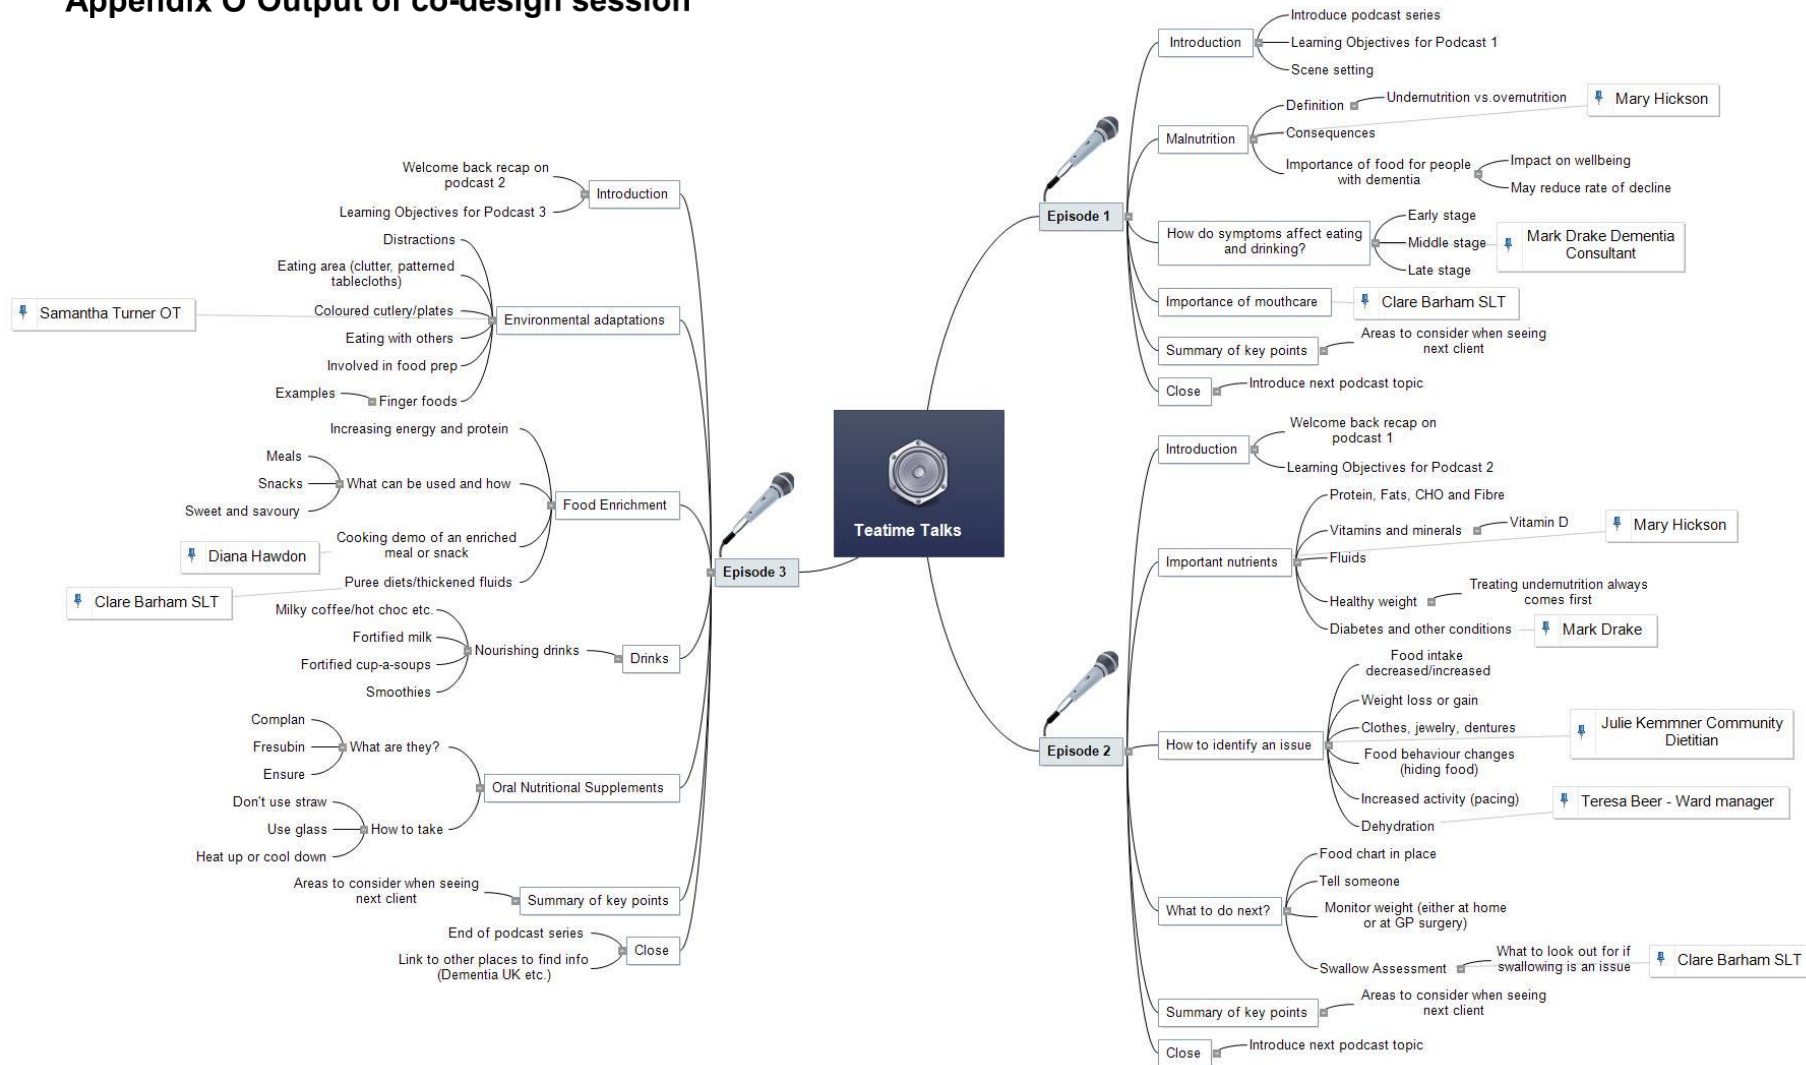 Appendix O Output of co-design session
Teatime Talks
Episode 1
Introduction
Introduce podcast series
Learning Objectives for Podcast 1
Scene setting
Malnutrition
Definition
Undernutrition vs.overnutrition
Mary Hickson
Consequences
Importance of food for people
with dementia
Impact on wellbeing
May reduce rate of decline
How do symptoms affect eating
and drinking?
Early stage
Middle stage
Late stage
Mark Drake Dementia
Consultant
Importance of mouthcare
Clare Barham SLT
Summary of key points
Areas to consider when seeing
next client
Close
Introduce next podcast topic
Episode 2
Introduction
Welcome back recap on
podcast 1
Learning Objectives for Podcast 2
Important nutrients
Protein, Fats, CHO and Fibre
Vitamins and minerals
Vitamin D
Mary Hickson
Fluids
Healthy weight
Treating undernutrition always
comes first
Diabetes and other conditions
Mark Drake
How to identify an issue
Food intake
decreased/increased
Weight loss or gain
Clothes, jewelry, dentures
Food behaviour changes
(hiding food)
Increased activity (pacing)
Dehydration
Julie Kemmner Community
Dietitian
Teresa Beer - Ward manager
What to do next?
Food chart in place
Tell someone
Monitor weight (either at home
or at GP surgery)
Swallow Assessment
What to look out for if
swallowing is an issue
Clare Barham SLT
Summary of key points
Areas to consider when seeing
next client
Close
Introduce next podcast topic
Episode 3
Introduction
Welcome back recap on
podcast 2
Learning Objectives for Podcast 3
Environmental adaptations
Distractions
Eating area (clutter, patterned
tablecloths)
Coloured cutlery/plates
Eating with others
Involved in food prep
Finger foods
Examples
Samantha Turner OT
Food Enrichment
Increasing energy and protein
What can be used and how
Meals
Snacks
Sweet and savoury
Cooking demo of an enriched
meal or snack
Diana Hawdon
Puree diets/thickened fluids
Clare Barham SLT
Drinks
Nourishing drinks
Milky coffee/hot choc etc.
Fortified milk
Fortified cup-a-soups
Smoothies
Oral Nutritional Supplements
What are they?
Complan
Fresubin
Ensure
How to take
Don't use straw
Use glass
Heat up or cool down
Summary of key points
Areas to consider when seeing
next client
Close
End of podcast series
Link to other places to find info
(Dementia UK etc.)